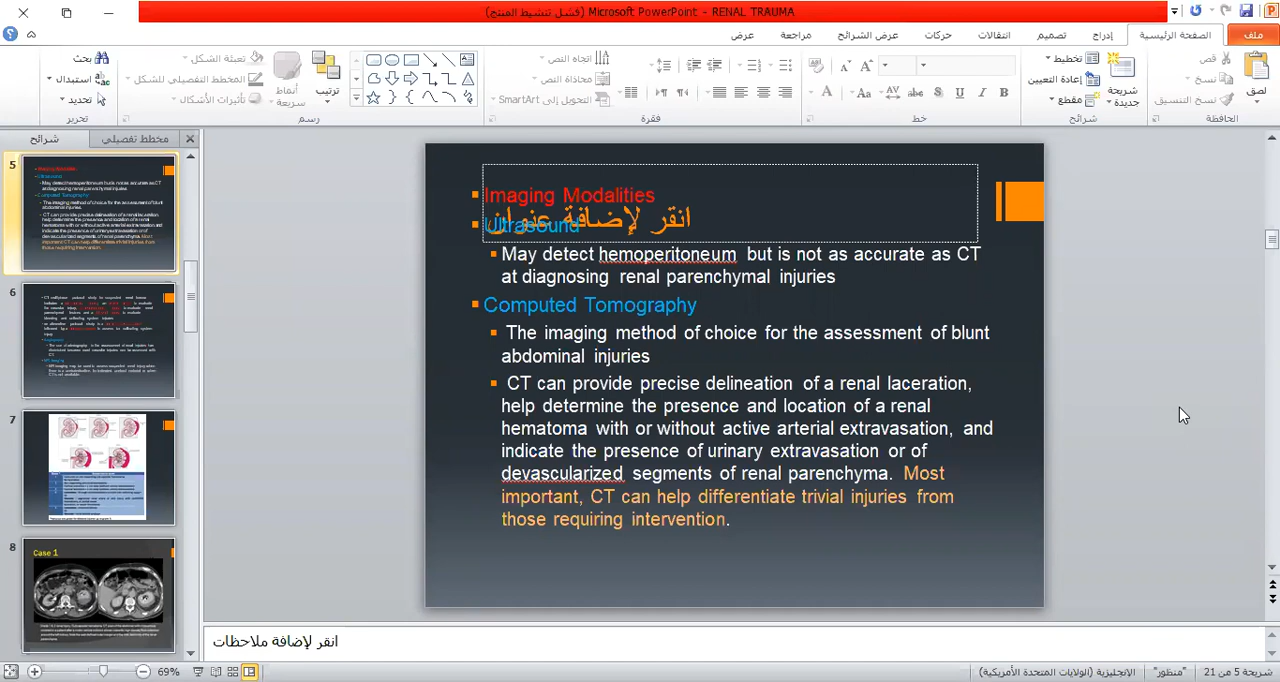 RENAL TRAUMA - Microsoft PowerPoint (فشل تنشيط المنتج)
ملف
الصفحة الرئيسية
إدراج
تصميم
انتقالات
حركات
عرض الشرائح
مراجعة
عرض
لصق
قص
نسخ
نسخ التنسيق
الحافظة
شريحة
جديدة
تخطيط
إعادة التعيين
مقطع
شرائح
خط
فقرة
اتجاه النص
محاذاة النص
التحويل إلى SmartArt
ترتيب
أنماط
سريعة
تعبئة الشكل
المخطط التفصيلي للشكل
تأثيرات الأشكال
رسم
بحث
استبدال
تحديد
تحرير
شرائح
مخطط تفصيلي
5
6
7
8
Case 1
Imaging Modalities
انقر لإضافة عنوان
Ultrasound
May detect hemoperitoneum but is not as accurate as CT
at diagnosing renal parenchymal injuries
Computed Tomography
The imaging method of choice for the assessment of blunt
abdominal injuries
CT can provide precise delineation of a renal laceration,
help determine the presence and location of a renal
hematoma with or without active arterial extravasation, and
indicate the presence of urinary extravasation or of
devascularized segments of renal parenchyma. Most
important, CT can help differentiate trivial injuries from
those requiring intervention.
انقر لإضافة ملاحظات
شريحة 5 من 21
"منظور"
الإنجليزية (الولايات المتحدة الأمريكية)
69%